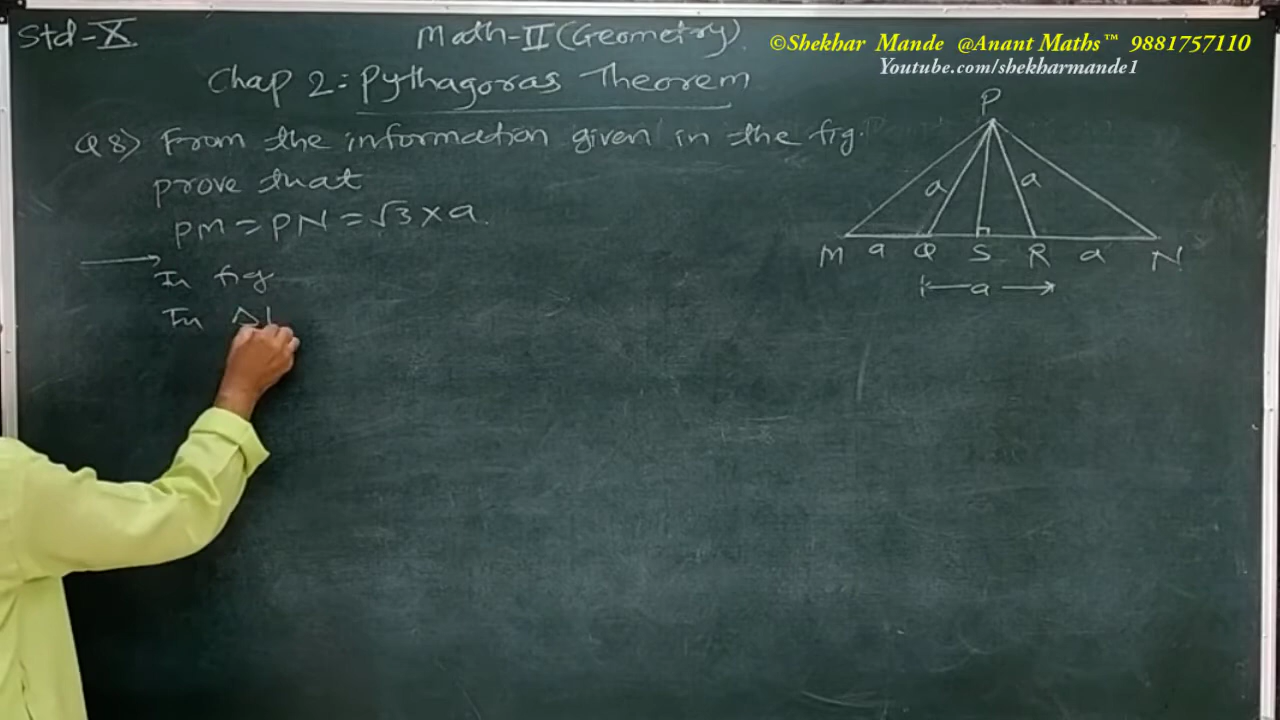 Std-X
Math-II (Geometry)
©Shekhar Mande @Anant Maths™ 9881757110
Youtube.com/shekharmande1
Chap 2: Pythagoras Theorem
Q8) From the information given in the fig.
prove that
PM = PN = √3 × a.
In fig
In Δ
P
a a
M a Q S R a N
a